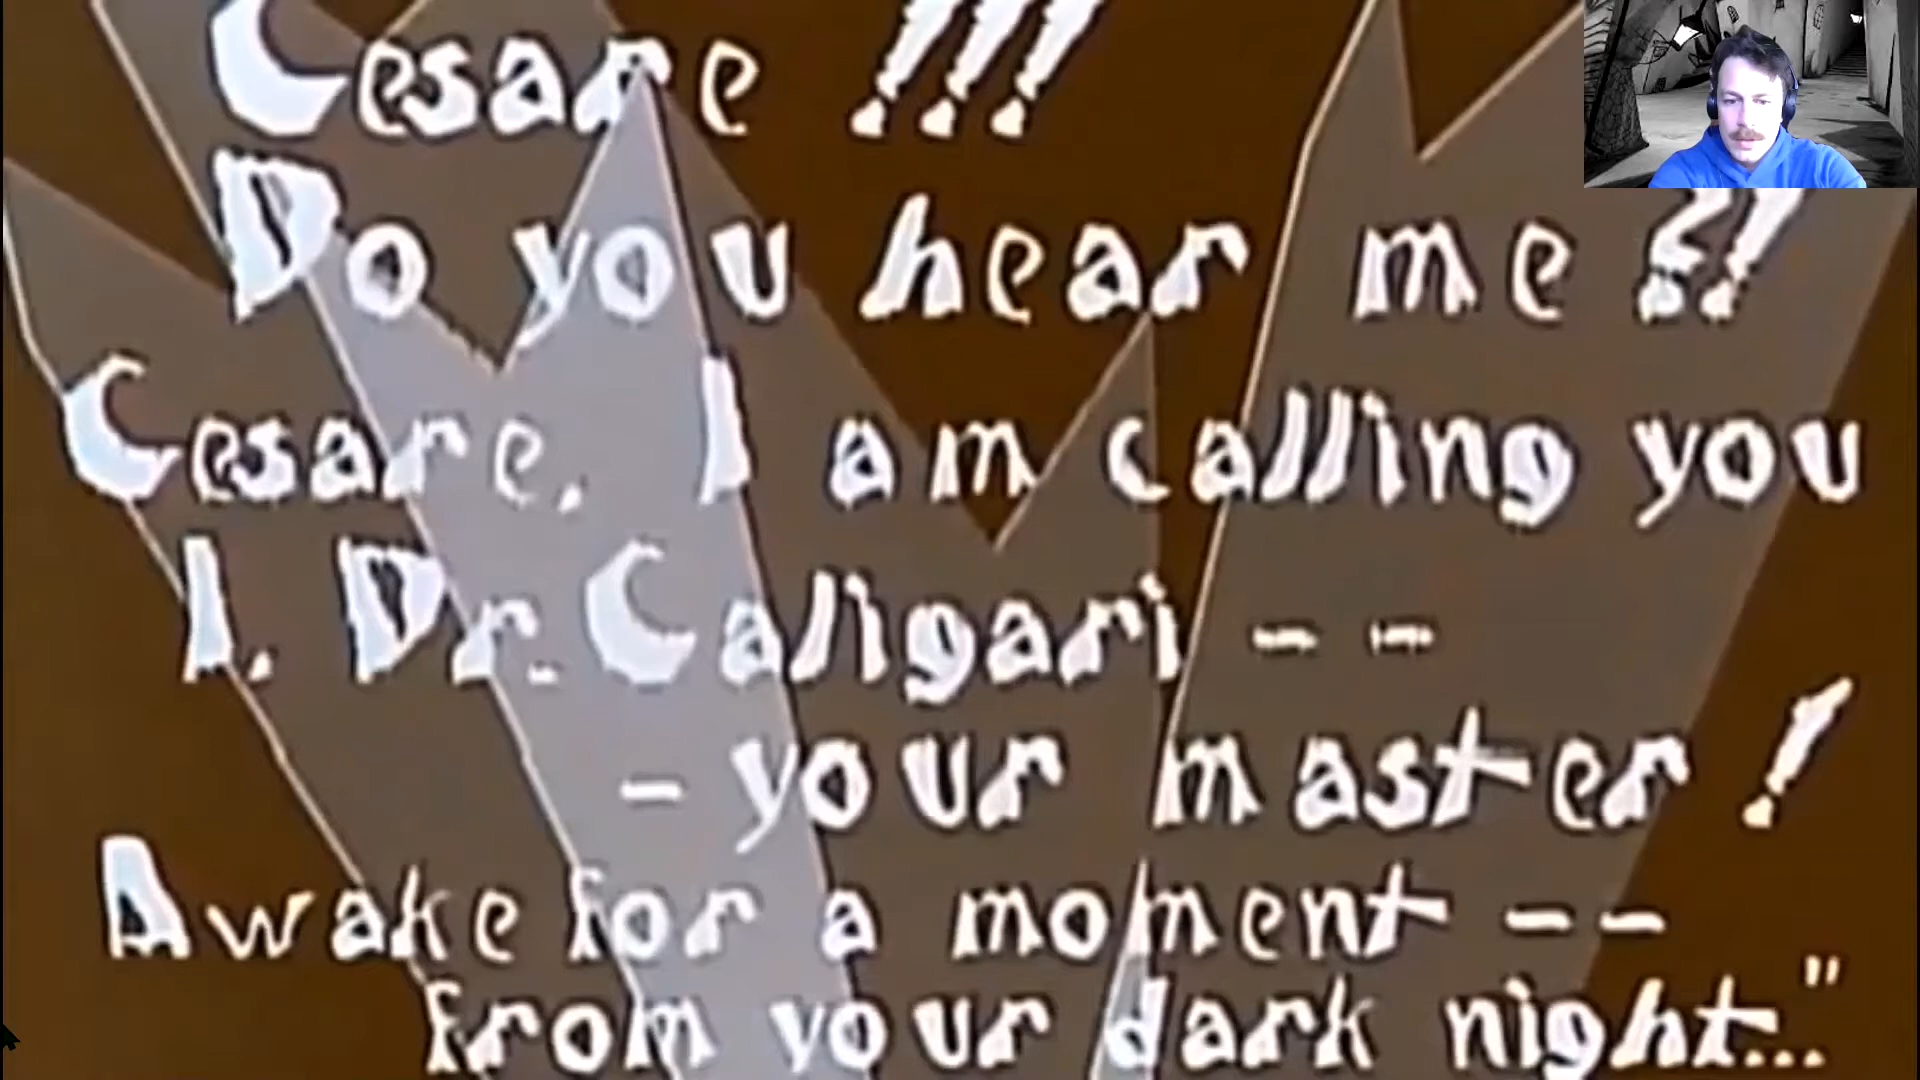 Cesare !!!
Do you hear me ?!
Cesare, I am calling you
I, Dr. Caligari - -
- your master !
Awake for a moment - -
from your dark night..."